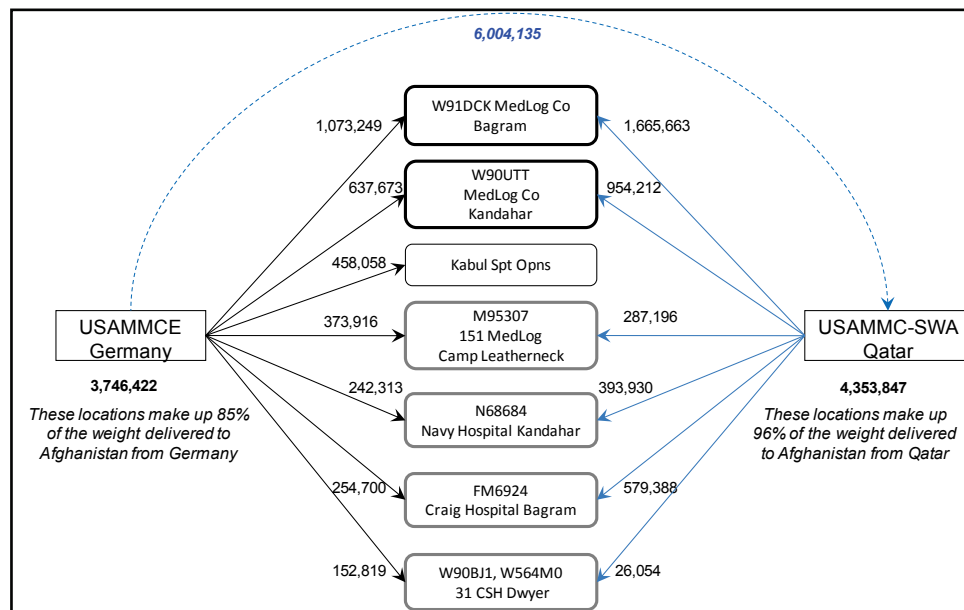 6,004,135
W91DCK MedLog Co
Bagram
1,073,249
1,665,663
W90UTT
MedLog Co
Kandahar
637,673
954,212
458,058
Kabul Spt Opns
USAMMCE
Germany
3,746,422
These locations make up 85%
of the weight delivered to
Afghanistan from Germany
373,916
M95307
151 MedLog
Camp Leatherneck
287,196
USAMMC-SWA
Qatar
4,353,847
These locations make up
96% of the weight delivered
to Afghanistan from Qatar
242,313
393,930
N68684
Navy Hospital Kandahar
254,700
FM6924
Craig Hospital Bagram
579,388
152,819
W90BJ1, W564M0
31 CSH Dwyer
26,054